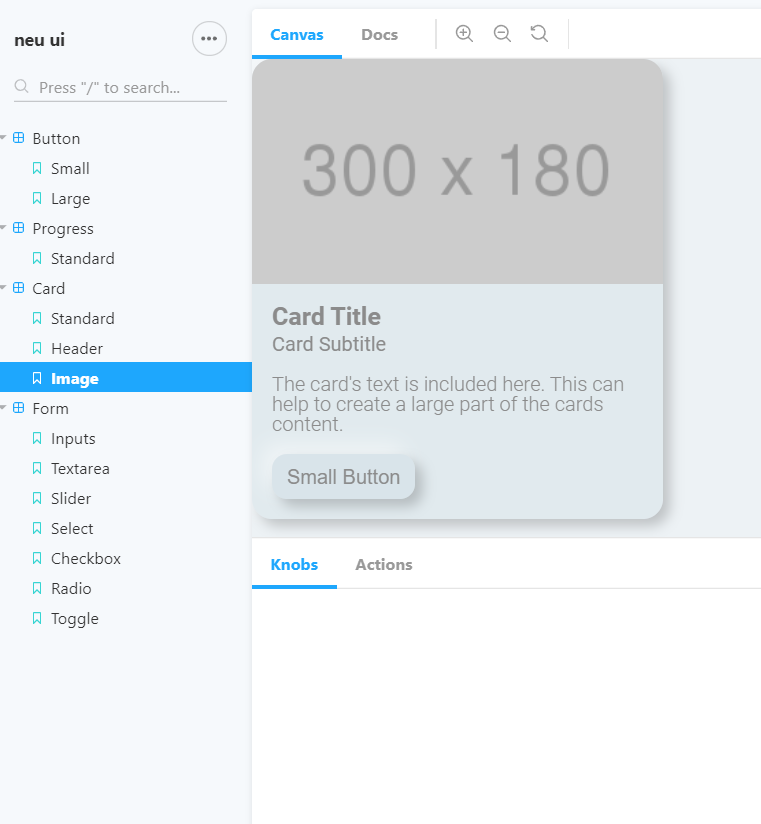 neu ui
Press "/" to search...
Button
Small
Large
Progress
Standard
Card
Standard
Header
Image
Form
Inputs
Textarea
Slider
Select
Checkbox
Radio
Toggle
Canvas Docs
300 x 180
Card Title
Card Subtitle
The card's text is included here. This can
help to create a large part of the cards
content.
Small Button
Knobs Actions